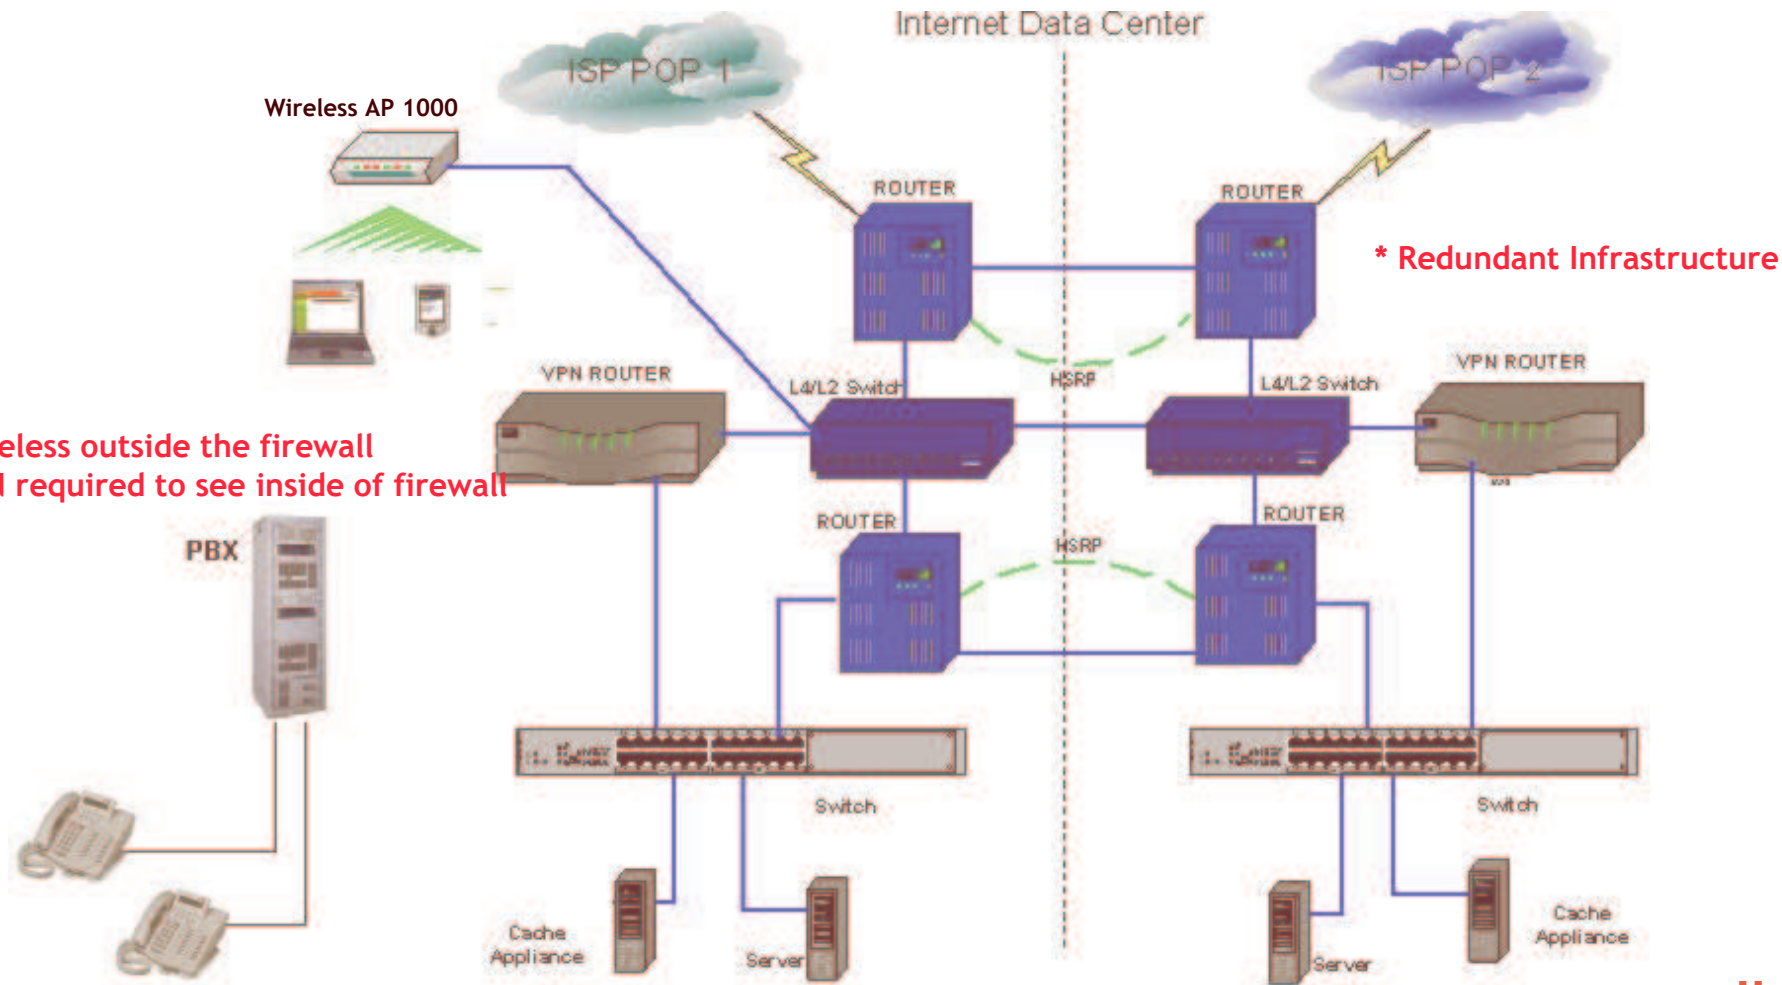 Internet Data Center
ISP POP 1
ISP POP 2
Wireless AP 1000
ROUTER
ROUTER
* Redundant Infrastructure
VPN ROUTER
L4/L2 Switch
HSRP
L4/L2 Switch
VPN ROUTER
eless outside the firewall
required to see inside of firewall
PBX
ROUTER
HSRP
ROUTER
Switch
Switch
Cache
Appliance
Server
Server
Cache
Appliance